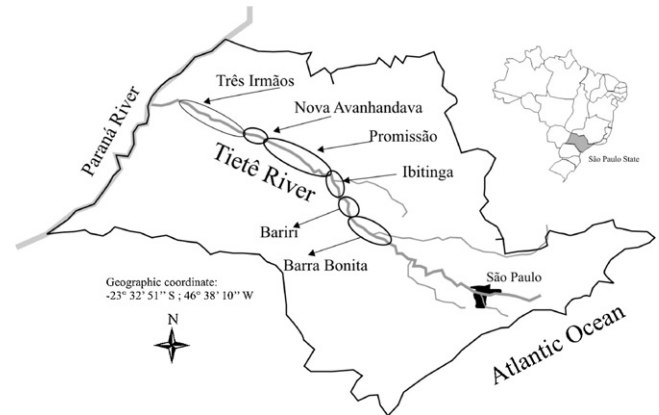 Três Irmãos
Nova Avanhandava
Promissão
Paraná River
Tietê River
Ibitinga
São Paulo State
Bariri
Barra Bonita
Geographic coordinate:
-23° 32' 51'' S ; 46° 38' 10'' W
São Paulo
N
Atlantic Ocean